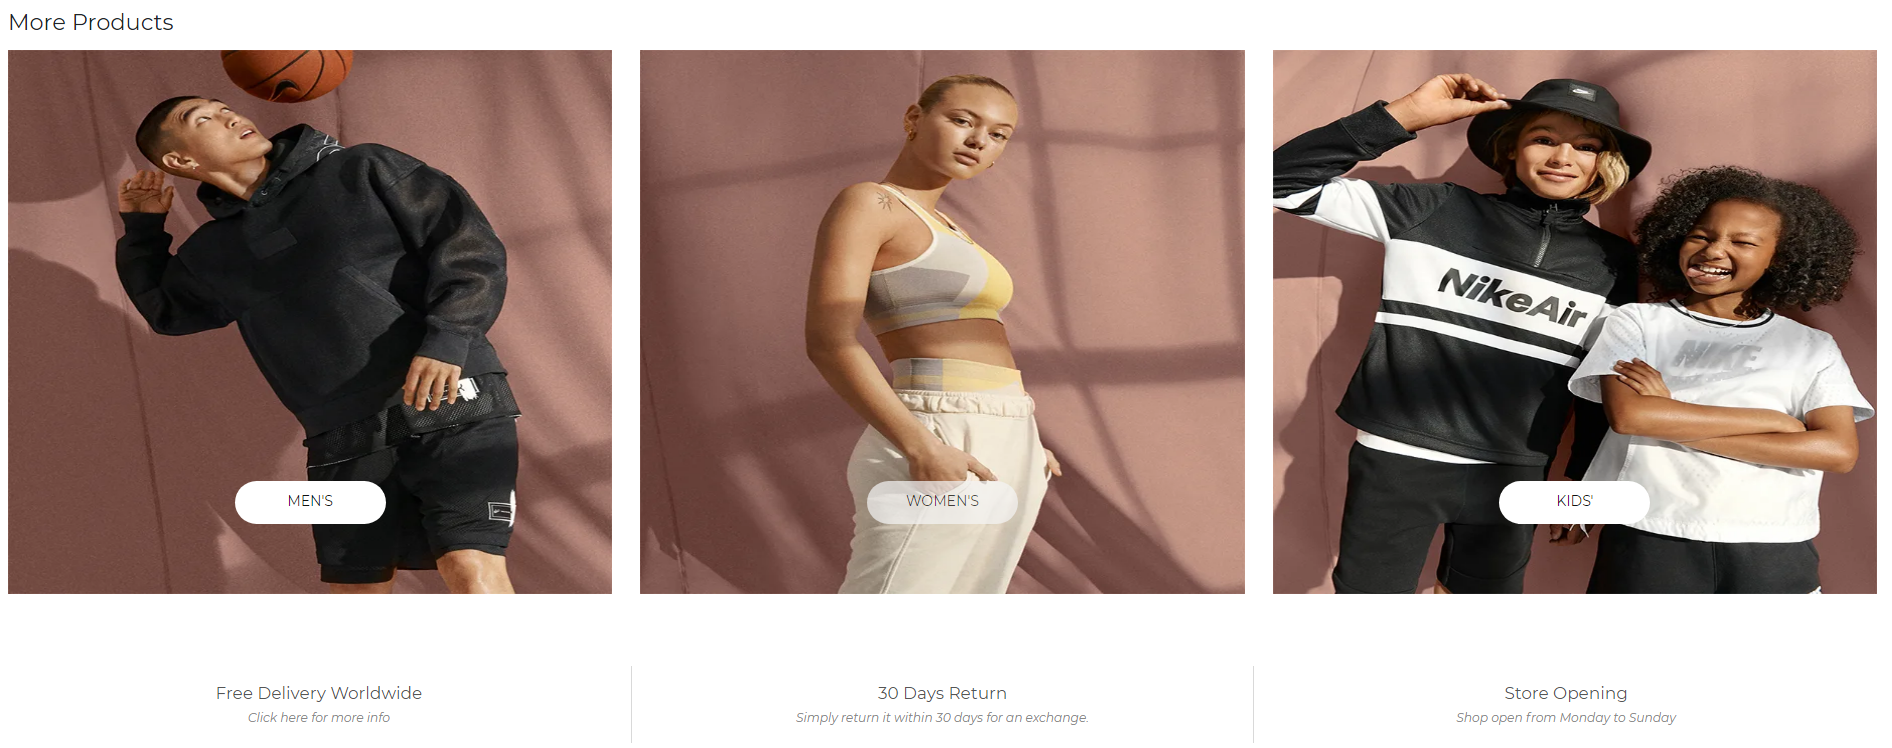 More Products
MEN'S
WOMEN'S
KIDS'
NikeAir
NIKE
Free Delivery Worldwide
Click here for more info
30 Days Return
Simply return it within 30 days for an exchange.
Store Opening
Shop open from Monday to Sunday